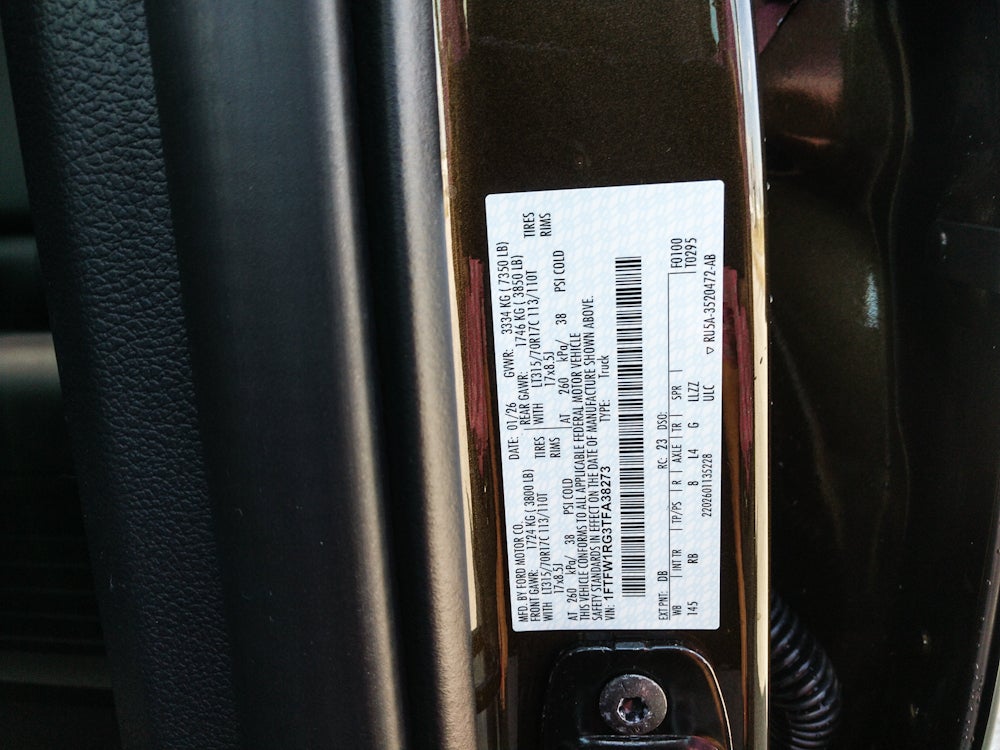 MFD. BY FORD MOTOR CO.
DATE: 01/26 GVWR: 3334 KG ( 7350 LB)
FRONT GAWR: 1724 KG ( 3800 LB)
REAR GAWR: 1746 KG ( 3850 LB)
WITH LT315/70R17C 113/110T TIRES
WITH LT315/70R17C 113/110T TIRES
17x8.5J RIMS
17x8.5J RIMS
AT 260 kPa/ 38 PSI COLD
AT 260 kPa/ 38 PSI COLD
THIS VEHICLE CONFORMS TO ALL APPLICABLE FEDERAL MOTOR VEHICLE
SAFETY STANDARDS IN EFFECT ON THE DATE OF MANUFACTURE SHOWN ABOVE.
VIN: 1FTFW1RG3TFA38273 TYPE: Truck
EXT PNT: DB RC: 23 DSO: F0100
WB INT TR TP/PS R AXLE TR SPR T0295
145 RB 8 L4 G LLZZ
2202601135228 ULC ▽ RU5A-3520472-AB